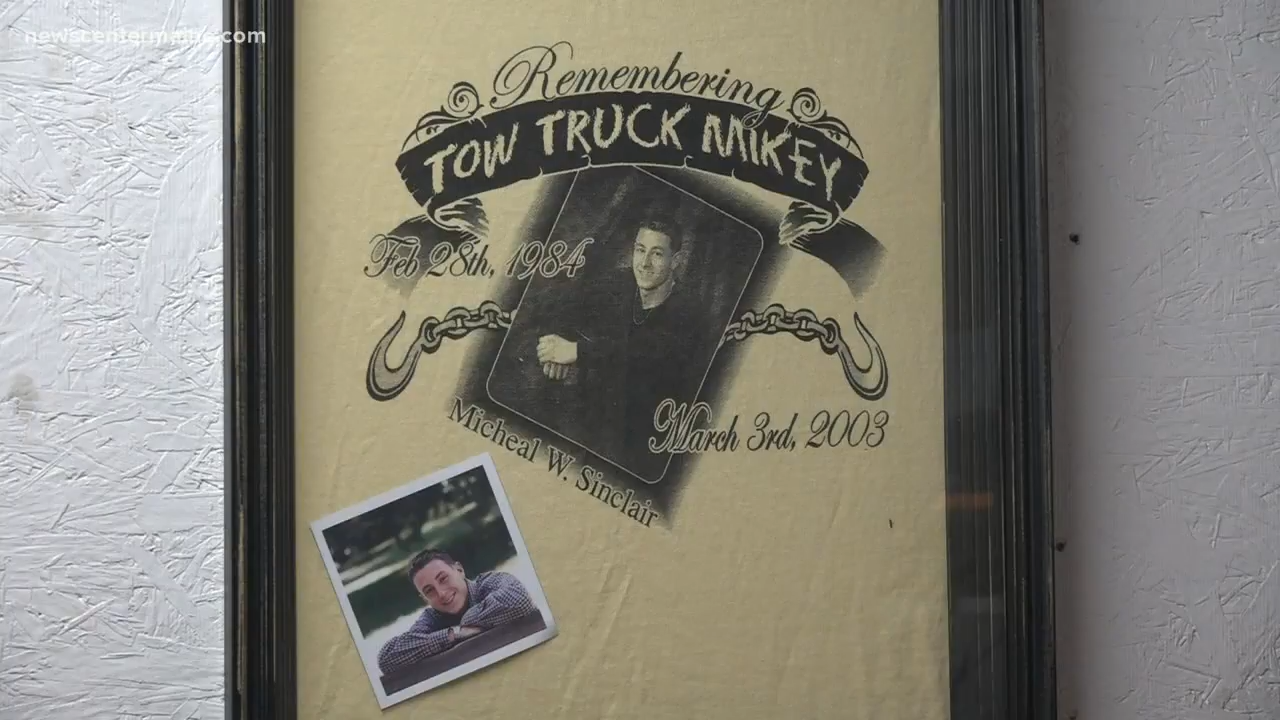 newscentermaine.com
Remembering
TOW TRUCK MIKEY
Feb 28th, 1984
March 3rd, 2003
Micheal W. Sinclair